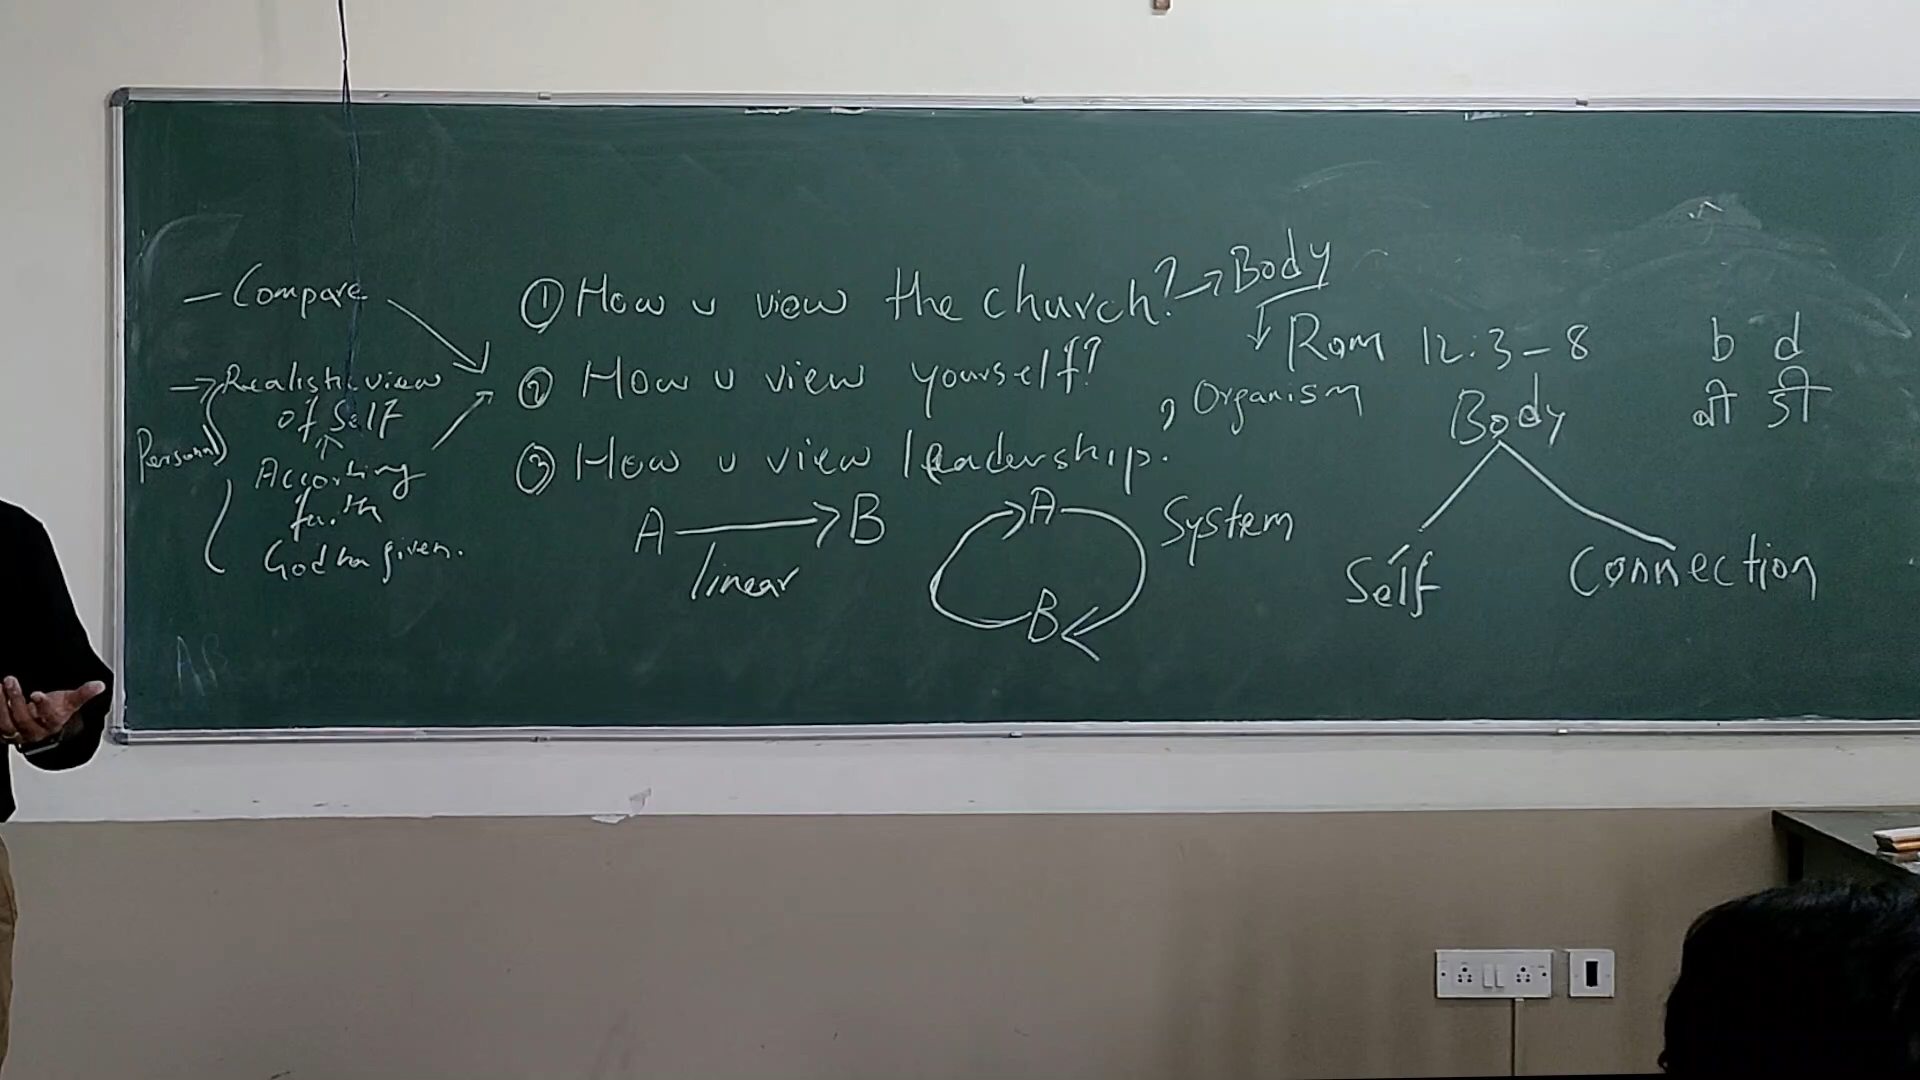 — Compare
→ Realistic view
of Self
Personal
According
faith
God has given.
① How u view the church? → Body
Rom 12:3-8
② How u view yourself?
③ How u view leadership.
, Organism
A → B
linear
A
B
System
Body
Self
Connection
b d
AB